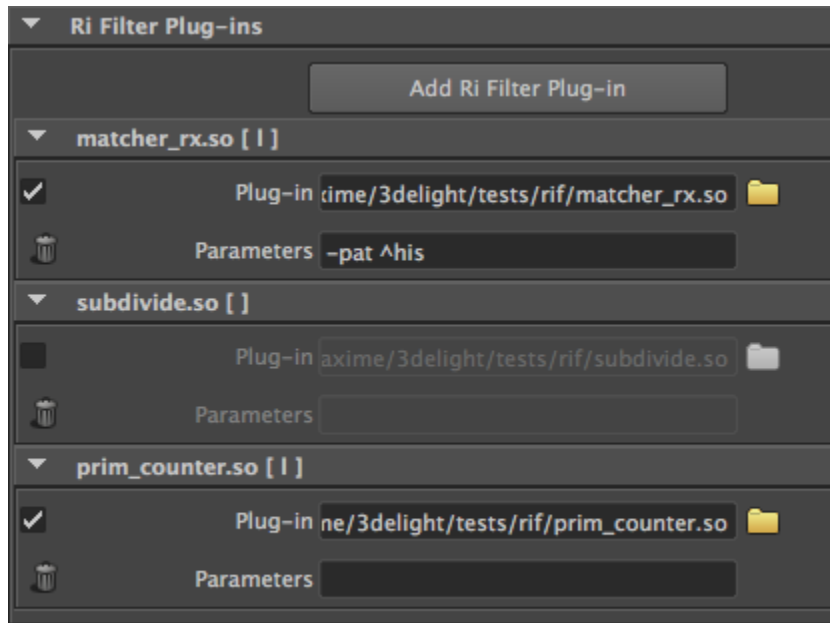 Ri Filter Plug-ins
Add Ri Filter Plug-in
matcher_rx.so [ I ]
Plug-in xime/3delight/tests/rif/matcher_rx.so
Parameters -pat ^his
subdivide.so [ ]
Plug-in axime/3delight/tests/rif/subdivide.so
Parameters
prim_counter.so [ I ]
Plug-in ne/3delight/tests/rif/prim_counter.so
Parameters